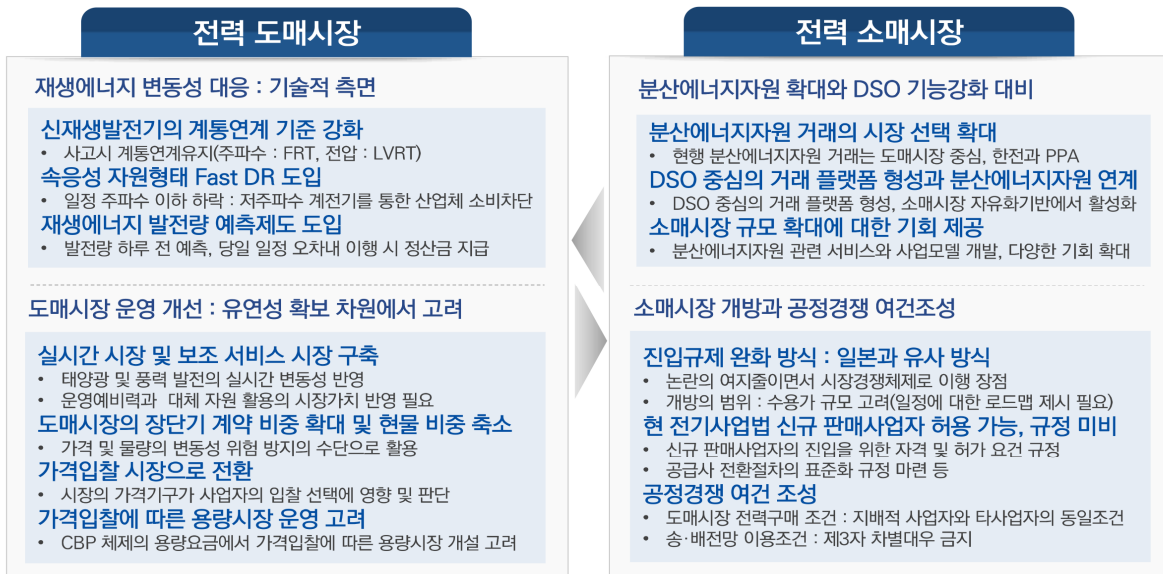 전력 도매시장
재생에너지 변동성 대응 : 기술적 측면
신재생발전기의 계통연계 기준 강화
• 사고시 계통연계유지(주파수 : FRT, 전압 : LVRT)
속응성 자원형태 Fast DR 도입
• 일정 주파수 이하 하락 : 저주파수 계전기를 통한 산업체 소비차단
재생에너지 발전량 예측제도 도입
• 발전량 하루 전 예측, 당일 일정 오차내 이행 시 정산금 지급
도매시장 운영 개선 : 유연성 확보 차원에서 고려
실시간 시장 및 보조 서비스 시장 구축
• 태양광 및 풍력 발전의 실시간 변동성 반영
• 운영예비력과 대체 자원 활용의 시장가치 반영 필요
도매시장의 장단기 계약 비중 확대 및 현물 비중 축소
• 가격 및 물량의 변동성 위험 방지의 수단으로 활용
가격입찰 시장으로 전환
• 시장의 가격기구가 사업자의 입찰 선택에 영향 및 판단
가격입찰에 따른 용량시장 운영 고려
• CBP 체제의 용량요금에서 가격입찰에 따른 용량시장 개설 고려
전력 소매시장
분산에너지자원 확대와 DSO 기능강화 대비
분산에너지자원 거래의 시장 선택 확대
• 현행 분산에너지자원 거래는 도매시장 중심, 한전과 PPA
DSO 중심의 거래 플랫폼 형성과 분산에너지자원 연계
• DSO 중심의 거래 플랫폼 형성, 소매시장 자유화기반에서 활성화
소매시장 규모 확대에 대한 기회 제공
• 분산에너지자원 관련 서비스와 사업모델 개발, 다양한 기회 확대
소매시장 개방과 공정경쟁 여건조성
진입규제 완화 방식 : 일본과 유사 방식
• 논란의 여지줄이면서 시장경쟁체제로 이행 장점
• 개방의 범위 : 수용가 규모 고려(일정에 대한 로드맵 제시 필요)
현 전기사업법 신규 판매사업자 허용 가능, 규정 미비
• 신규 판매사업자의 진입을 위한 자격 및 허가 요건 규정
• 공급사 전환절차의 표준화 규정 마련 등
공정경쟁 여건 조성
• 도매시장 전력구매 조건 : 지배적 사업자와 타사업자의 동일조건
• 송·배전망 이용조건 : 제3자 차별대우 금지